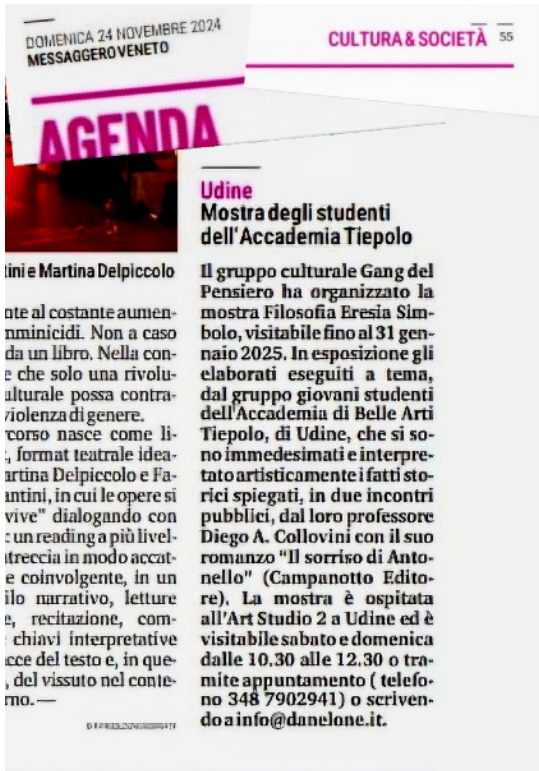 DOMENICA 24 NOVEMBRE 2024
MESSAGGERO VENETO
CULTURA & SOCIETÀ 55
AGENDA
ini e Martina Delpiccolo
nte al costante aumen-
mminicidi. Non a caso
da un libro. Nella con-
e che solo una rivolu-
ulturale possa contra-
violenza di genere.
corso nasce come li-
, format teatrale idea-
artina Delpiccolo e Fa-
antini, in cui le opere si
vive" dialogando con
: un reading a più livel-
treccia in modo accat-
e coinvolgente, in un
ilo narrativo, letture
e, recitazione, com-
chiavi interpretative
cce del testo e, in que-
, del vissuto nel conte-
rno. —
Udine
Mostra degli studenti
dell'Accademia Tiepolo
Il gruppo culturale Gang del
Pensiero ha organizzato la
mostra Filosofia Eresia Sim-
bolo, visitabile fino al 31 gen-
naio 2025. In esposizione gli
elaborati eseguiti a tema,
dal gruppo giovani studenti
dell'Accademia di Belle Arti
Tiepolo, di Udine, che si so-
no immedesimati e interpre-
tato artisticamente i fatti sto-
rici spiegati, in due incontri
pubblici, dal loro professore
Diego A. Collovini con il suo
romanzo "Il sorriso di Anto-
nello" (Campanotto Edito-
re). La mostra è ospitata
all'Art Studio 2 a Udine ed è
visitabile sabato e domenica
dalle 10.30 alle 12.30 o tra-
mite appuntamento ( telefo-
no 348 7902941) o scriven-
do a info@danelone.it.